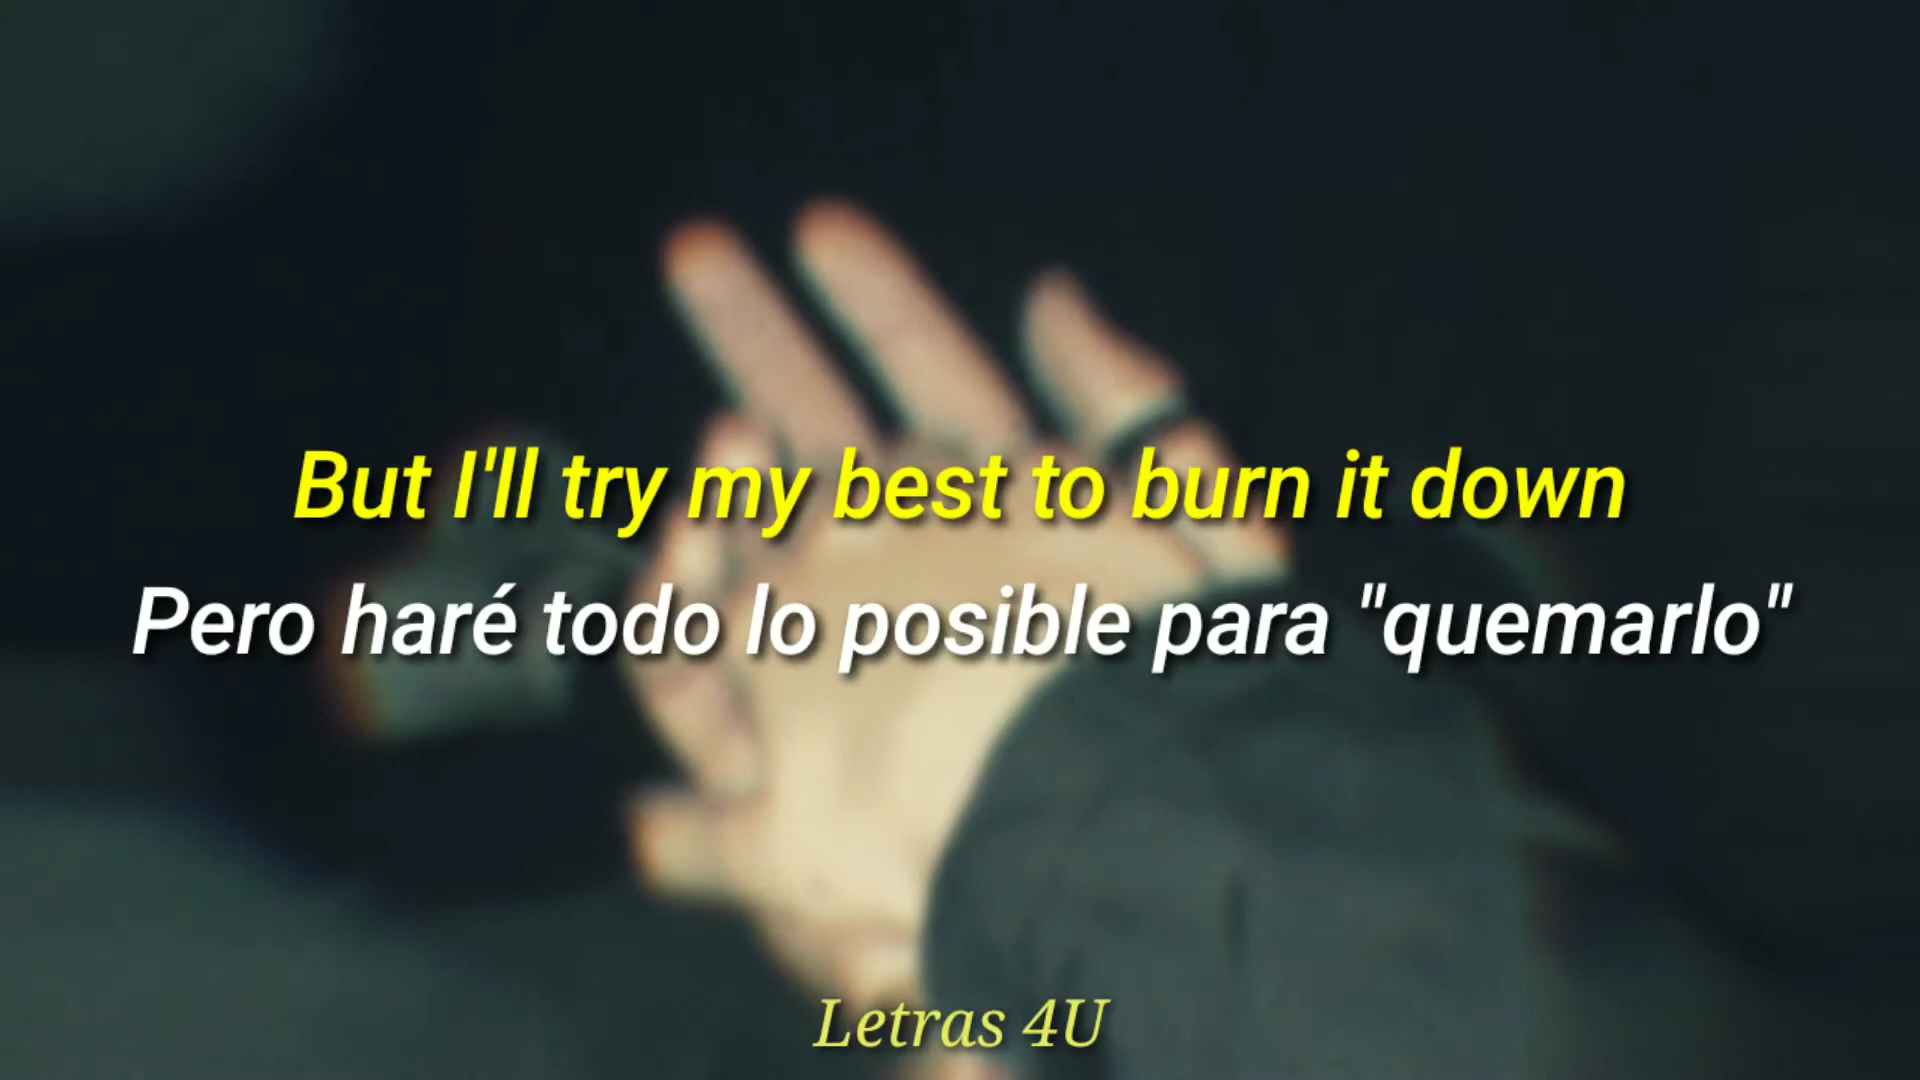 But I'll try my best to burn it down
Pero haré todo lo posible para "quemarlo"
Letras 4U